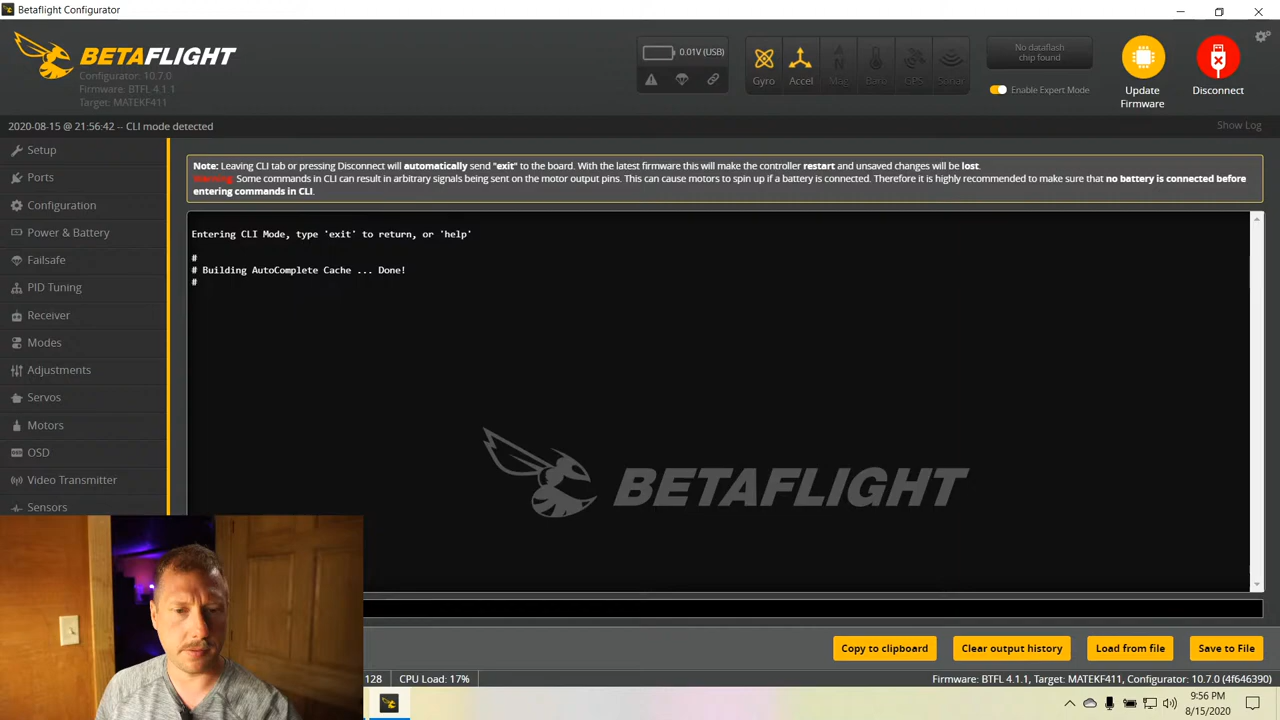 Betaflight Configurator
BETAFLIGHT
Configurator: 10.7.0
Firmware: BTFL 4.1.1
Target: MATEKF411
0.01V (USB)
Gyro
Accel
Mag
Baro
GPS
Sonar
No dataflash
chip found
Enable Expert Mode
Update
Firmware
Disconnect
2020-08-15 @ 21:56:42 -- CLI mode detected
Show Log
Setup
Ports
Configuration
Power & Battery
Failsafe
PID Tuning
Receiver
Modes
Adjustments
Servos
Motors
OSD
Video Transmitter
Sensors
Note: Leaving CLI tab or pressing Disconnect will automatically send "exit" to the board. With the latest firmware this will make the controller restart and unsaved changes will be lost.
Warning: Some commands in CLI can result in arbitrary signals being sent on the motor output pins. This can cause motors to spin up if a battery is connected. Therefore it is highly recommended to make sure that no battery is connected before
entering commands in CLI.
Entering CLI Mode, type 'exit' to return, or 'help'
#
# Building AutoComplete Cache ... Done!
#
BETAFLIGHT
Copy to clipboard
Clear output history
Load from file
Save to File
128
CPU Load: 17%
Firmware: BTFL 4.1.1, Target: MATEKF411, Configurator: 10.7.0 (4f646390)
9:56 PM
8/15/2020